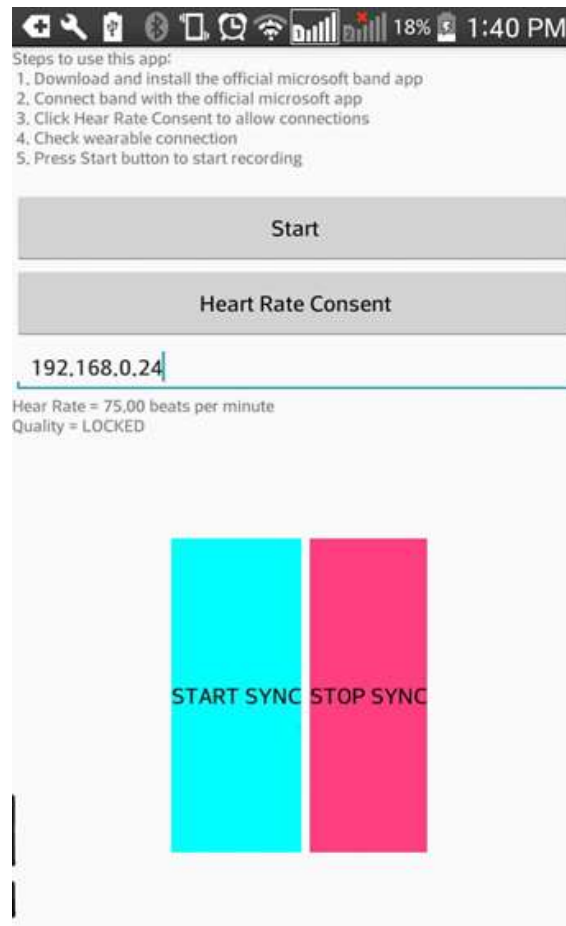 18% 1:40 PM
Steps to use this app:
1. Download and install the official microsoft band app
2. Connect band with the official microsoft app
3. Click Hear Rate Consent to allow connections
4. Check wearable connection
5. Press Start button to start recording
Start
Heart Rate Consent
192.168.0.24
Hear Rate = 75.00 beats per minute
Quality = LOCKED
START SYNC STOP SYNC